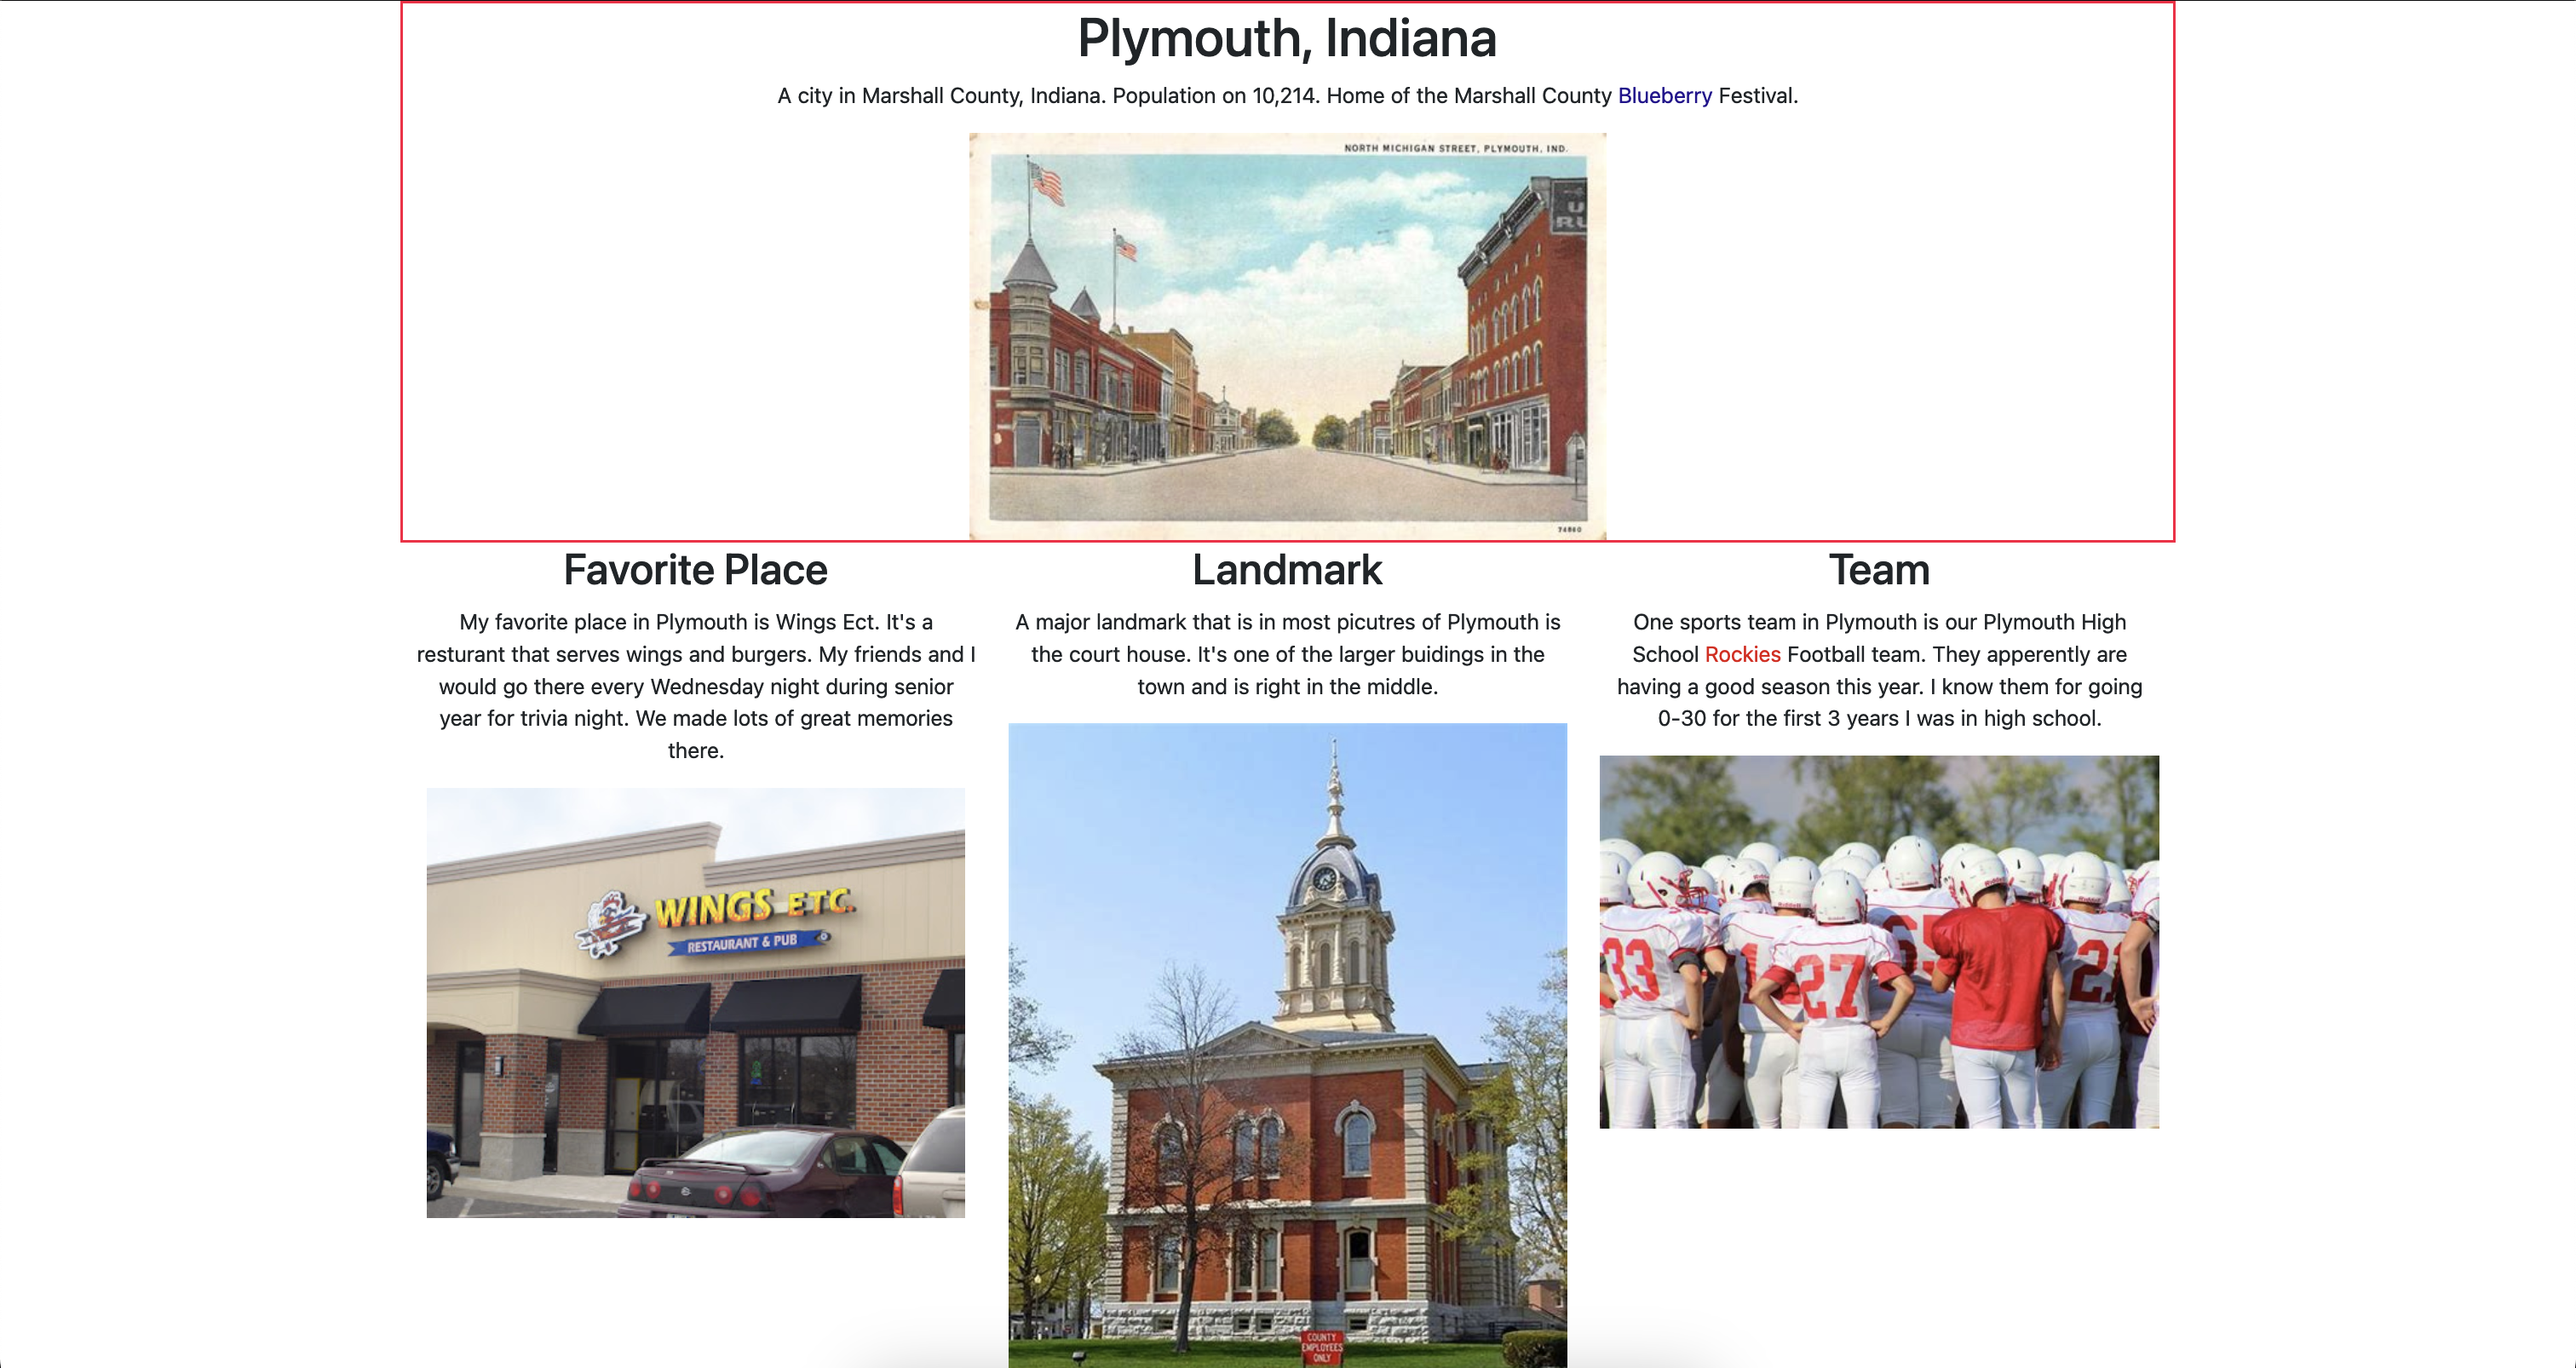 Plymouth, Indiana
A city in Marshall County, Indiana. Population on 10,214. Home of the Marshall County Blueberry Festival.
NORTH MICHIGAN STREET, PLYMOUTH, IND.
U
RU
74860
Favorite Place
My favorite place in Plymouth is Wings Ect. It's a
resturant that serves wings and burgers. My friends and I
would go there every Wednesday night during senior
year for trivia night. We made lots of great memories
there.
WINGS ETC.
RESTAURANT & PUB
Landmark
A major landmark that is in most picutres of Plymouth is
the court house. It's one of the larger buidings in the
town and is right in the middle.
COUNTY
EMPLOYEES
ONLY
Team
One sports team in Plymouth is our Plymouth High
School Rockies Football team. They apperently are
having a good season this year. I know them for going
0-30 for the first 3 years I was in high school.
33
1
27
65
21